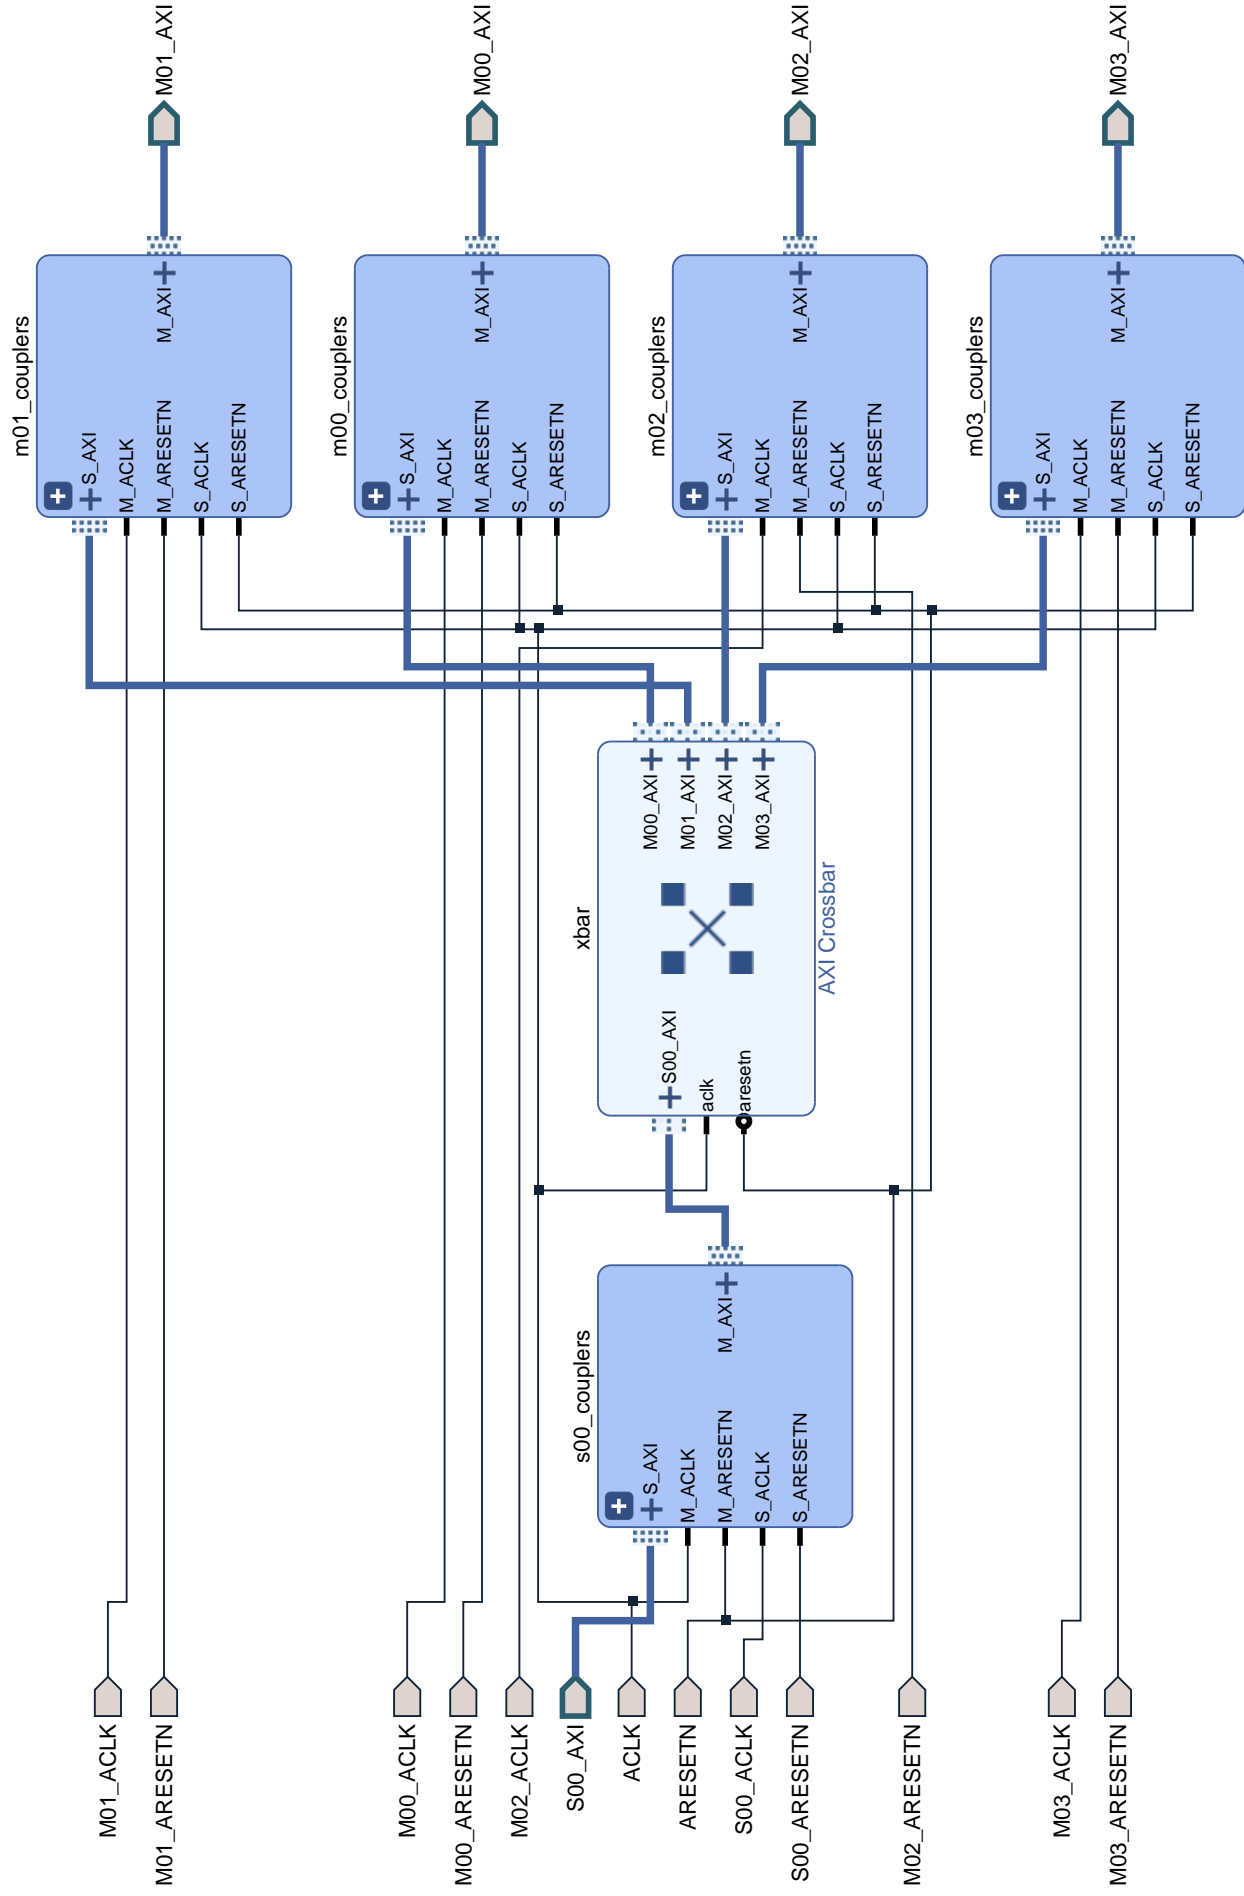 M01_ACLK
M01_ARESETN
M00_ACLK
M00_ARESETN
M02_ACLK
S00_AXI
ACLK
ARESETN
S00_ACLK
S00_ARESETN
M02_ARESETN
M03_ACLK
M03_ARESETN
s00_couplers
S_AXI
M_ACLK
M_ARESETN
S_ACLK
S_ARESETN
M_AXI
xbar
S00_AXI
aclk
aresetn
M00_AXI
M01_AXI
M02_AXI
M03_AXI
AXI Crossbar
m01_couplers
S_AXI
M_ACLK
M_ARESETN
S_ACLK
S_ARESETN
M_AXI
m00_couplers
S_AXI
M_ACLK
M_ARESETN
S_ACLK
S_ARESETN
M_AXI
m02_couplers
S_AXI
M_ACLK
M_ARESETN
S_ACLK
S_ARESETN
M_AXI
m03_couplers
S_AXI
M_ACLK
M_ARESETN
S_ACLK
S_ARESETN
M_AXI
M01_AXI
M00_AXI
M02_AXI
M03_AXI